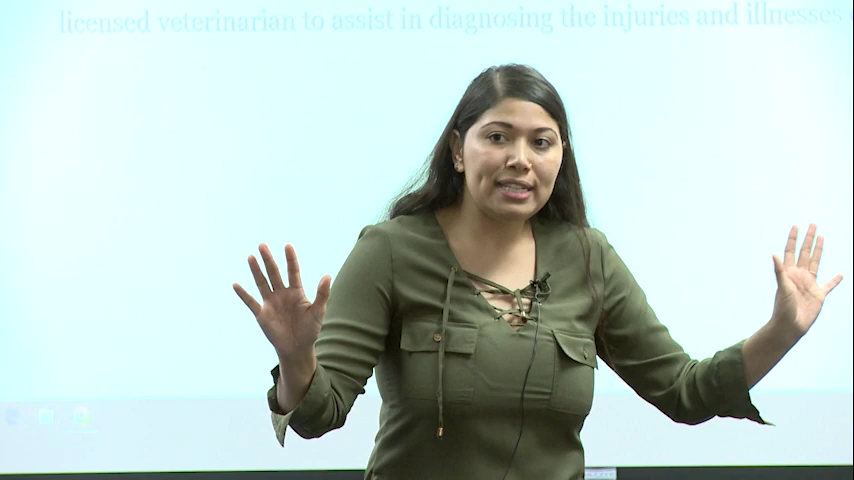 licensed veterinarian to assist in diagnosing the injuries and illnesses